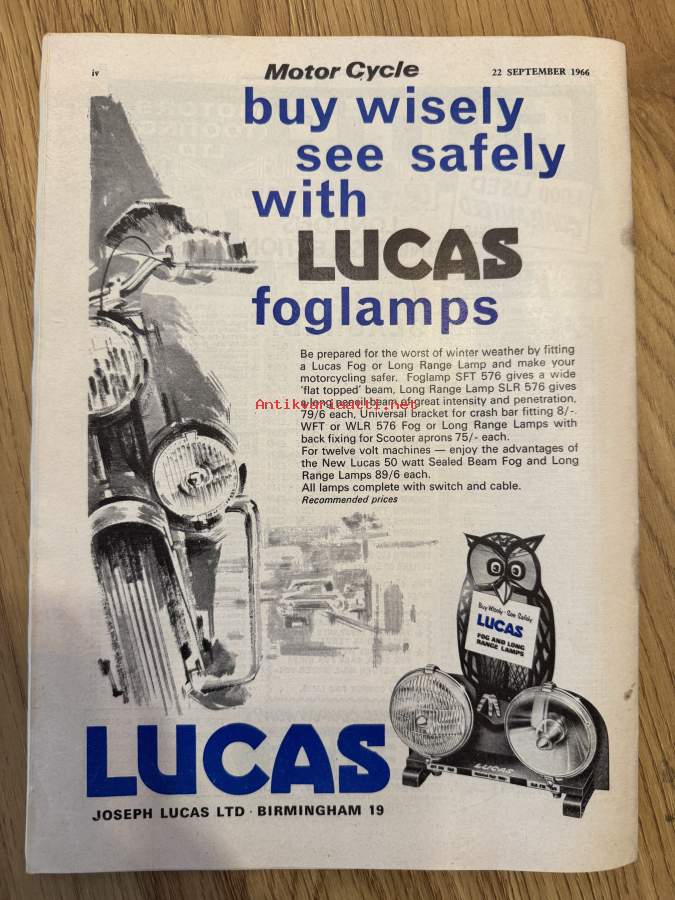 iv
Motor Cycle
22 SEPTEMBER 1966
buy wisely
see safely
with
LUCAS
foglamps
Be prepared for the worst of winter weather by fitting
a Lucas Fog or Long Range Lamp and make your
motorcycling safer. Foglamp SFT 576 gives a wide
'flat topped' beam, Long Range Lamp SLR 576 gives
a long pencil beam of great intensity and penetration,
Antikvariaatti.net
79/6 each, Universal bracket for crash bar fitting 8/-.
WFT or WLR 576 Fog or Long Range Lamps with
back fixing for Scooter aprons 75/- each.
For twelve volt machines — enjoy the advantages of
the New Lucas 50 watt Sealed Beam Fog and Long
Range Lamps 89/6 each.
All lamps complete with switch and cable.
Recommended prices
Buy Wisely - See Safely
LUCAS
FOG AND LONG
RANGE LAMPS
LUCAS
LUCAS
JOSEPH LUCAS LTD · BIRMINGHAM 19